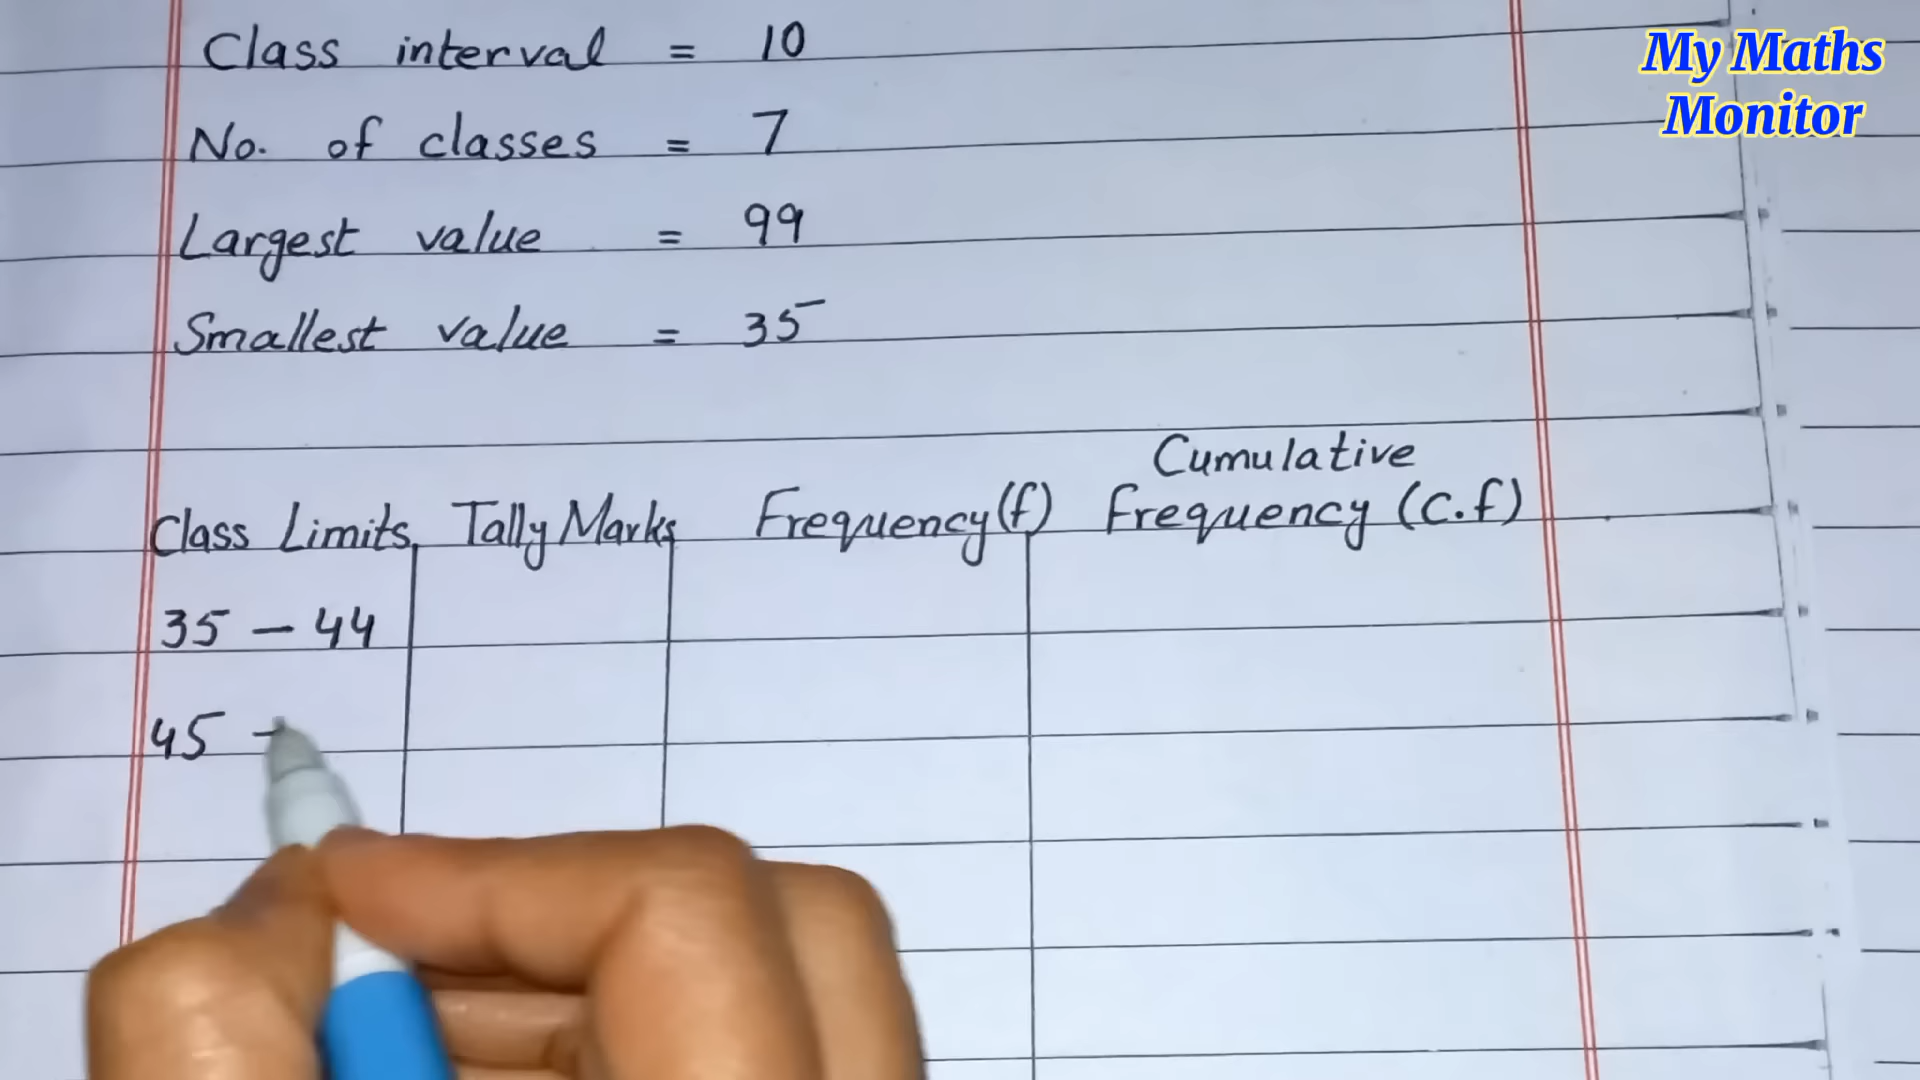 Class interval = 10
My Maths
Monitor
No. of classes = 7
Largest value = 99
Smallest value = 35
Cumulative
Class Limits Tally Marks Frequency (f) Frequency (C.f)
35 – 44
45 –